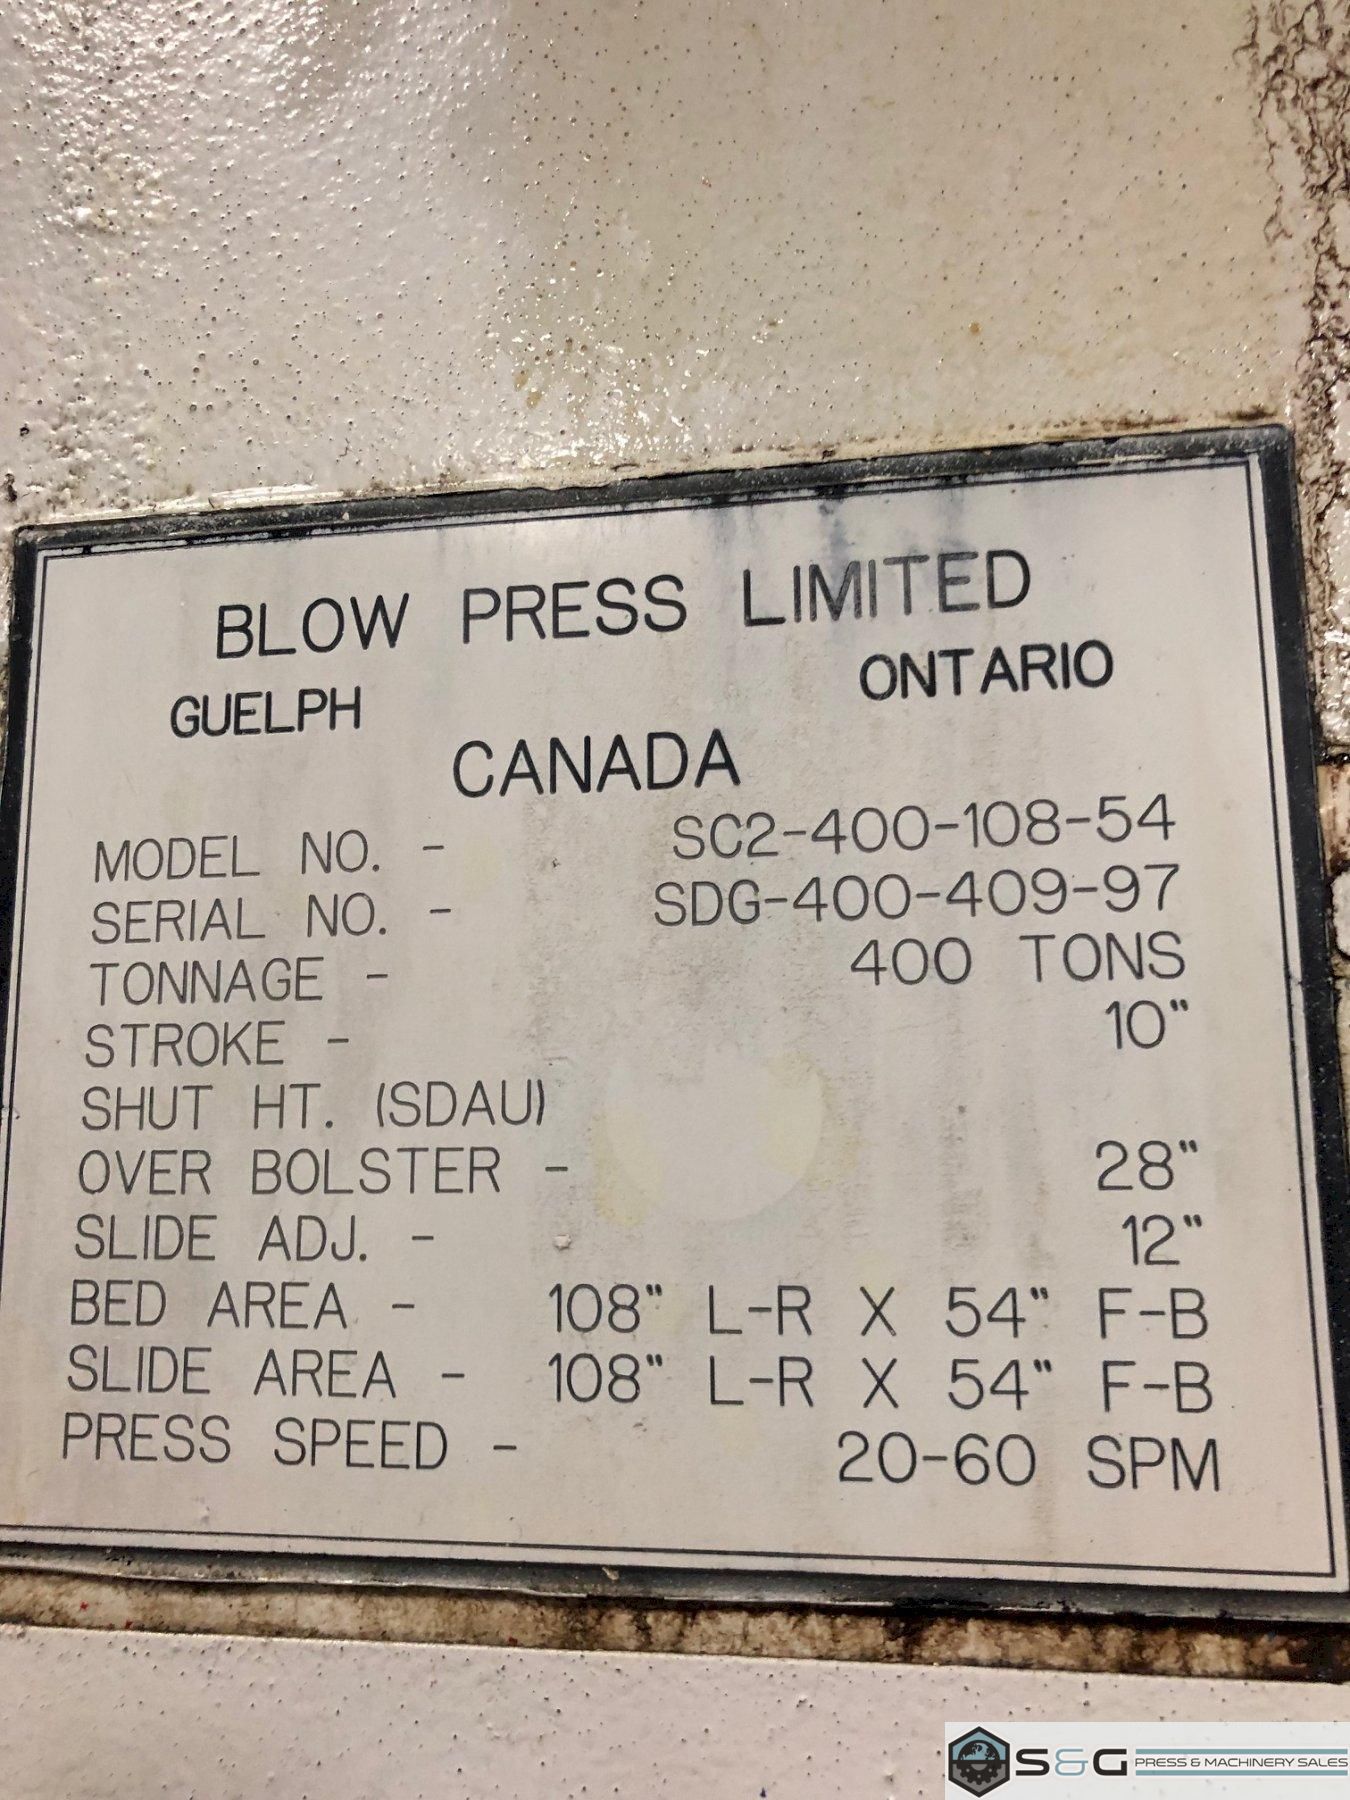 BLOW PRESS LIMITED
GUELPH ONTARIO
CANADA
MODEL NO. - SC2-400-108-54
SERIAL NO. - SDG-400-409-97
TONNAGE - 400 TONS
STROKE - 10"
SHUT HT. (SDAU)
OVER BOLSTER - 28"
SLIDE ADJ. - 12"
BED AREA - 108" L-R X 54" F-B
SLIDE AREA - 108" L-R X 54" F-B
PRESS SPEED - 20-60 SPM
S&G PRESS & MACHINERY SALES